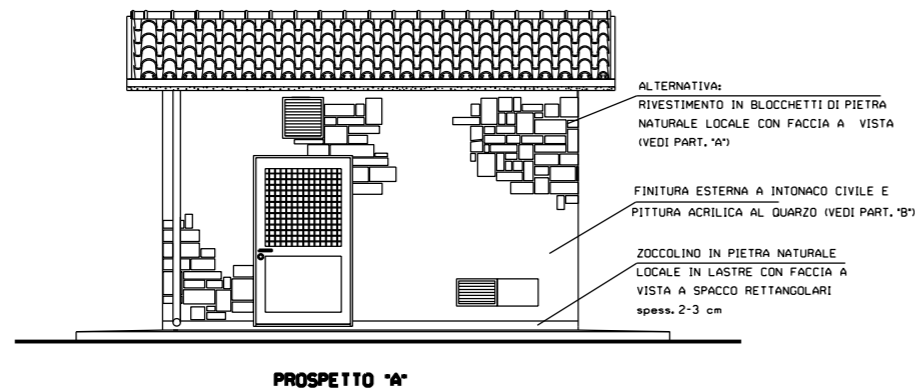 ALTERNATIVA:
RIVESTIMENTO IN BLOCCHETTI DI PIETRA
NATURALE LOCALE CON FACCIA A VISTA
(VEDI PART. "A")
FINITURA ESTERNA A INTONACO CIVILE E
PITTURA ACRILICA AL QUARZO (VEDI PART. "B")
ZOCCOLINO IN PIETRA NATURALE
LOCALE IN LASTRE CON FACCIA A
VISTA A SPACCO RETTANGOLARI
spess. 2-3 cm
PROSPETTO "A"